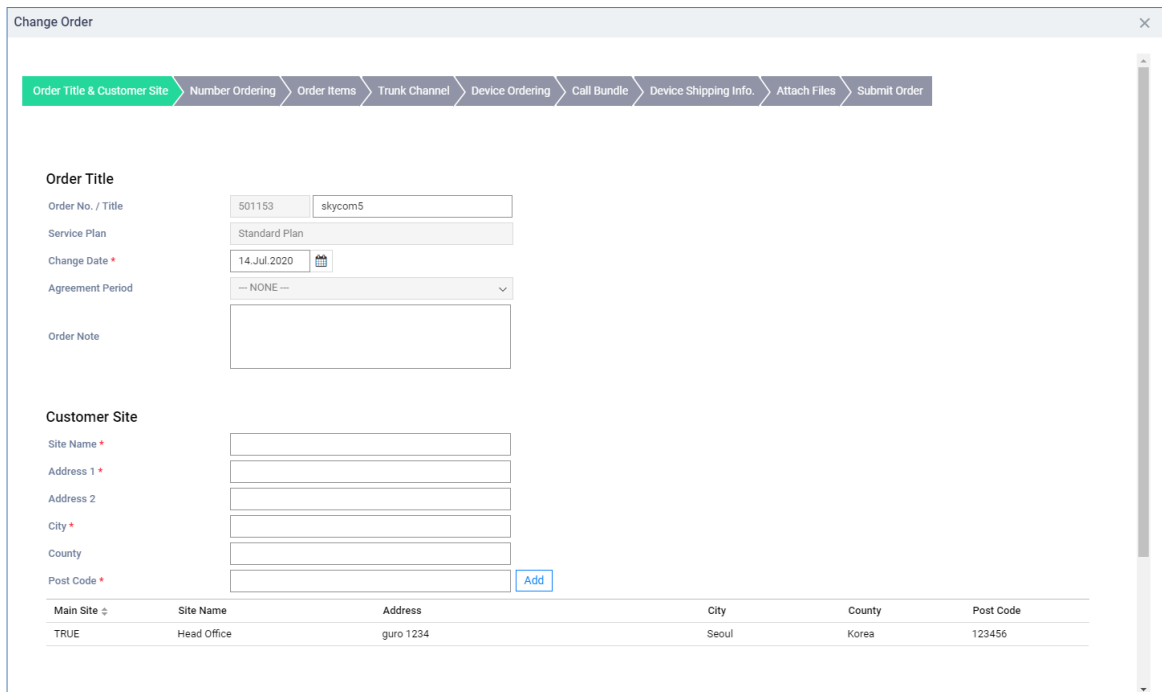 Change Order
Order Title & Customer Site Number Ordering Order Items Trunk Channel Device Ordering Call Bundle Device Shipping Info. Attach Files Submit Order
Order Title
Order No. / Title 501153 skycom5
Service Plan Standard Plan
Change Date * 14.Jul.2020
Agreement Period --- NONE ---
Order Note
Customer Site
Site Name *
Address 1 *
Address 2
City *
County
Post Code * Add
Main Site Site Name Address City County Post Code
TRUE Head Office guro 1234 Seoul Korea 123456